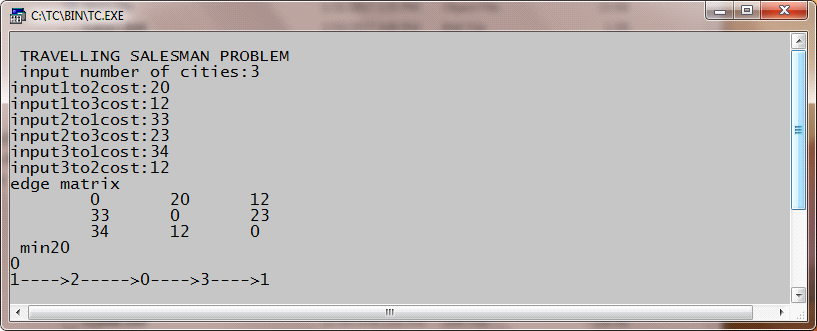 C:\TC\BIN\TC.EXE
TRAVELLING SALESMAN PROBLEM
input number of cities:3
input1to2cost:20
input1to3cost:12
input2to1cost:33
input2to3cost:23
input3to1cost:34
input3to2cost:12
edge matrix
0 20 12
33 0 23
34 12 0
min20
0
1---->2----->0---->3---->1